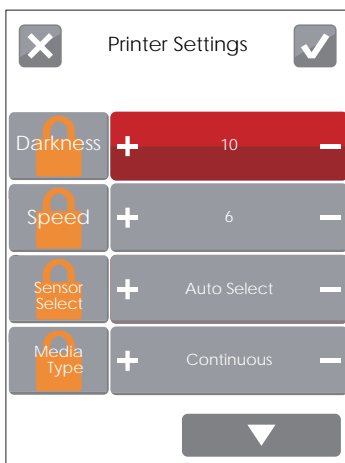 Printer Settings
Darkness
+ 10 −
Speed
+ 6 −
Sensor
Select
+ Auto Select −
Media
Type
+ Continuous −